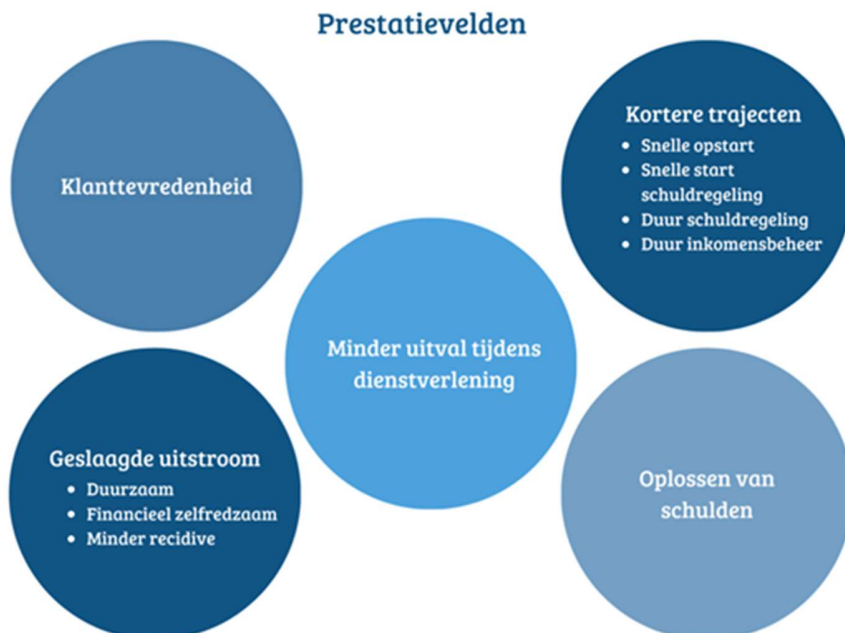 Prestatievelden
Klanttevredenheid
Kortere trajecten
• Snelle opstart
• Snelle start
schuldregeling
• Duur schuldregeling
• Duur inkomensbeheer
Minder uitval tijdens
dienstverlening
Geslaagde uitstroom
• Duurzaam
• Financieel zelfredzaam
• Minder recidive
Oplossen van
schulden